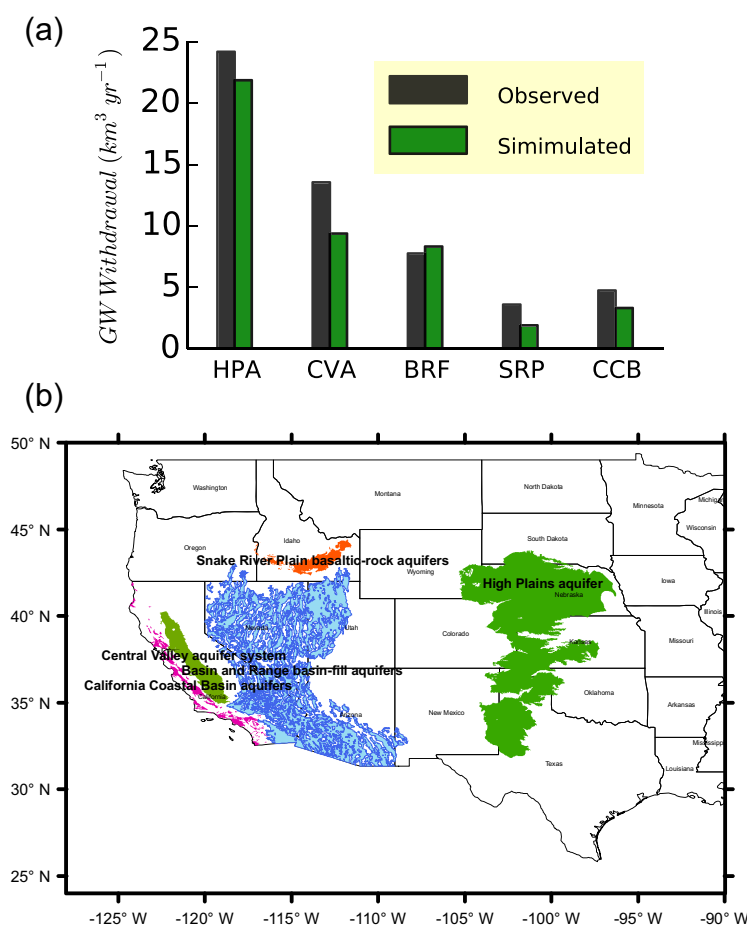 (a)
25
20
15
10
5
0
GW Withdrawal (km³ yr⁻¹)
Observed
Simimulated
HPA CVA BRF SRP CCB
(b)
50° N
45° N
40° N
35° N
30° N
25° N
Washington
Montana
North Dakota
Minnesota
Michigan
Wisconsin
Oregon
Idaho
South Dakota
Snake River Plain basaltic-rock aquifers
Wyoming
High Plains aquifer
Iowa
Nebraska
Illinois
Nevada
Utah
Colorado
Kansas
Missouri
Central Valley aquifer system
Basin and Range basin-fill aquifers
California Coastal Basin aquifers
California
Oklahoma
Arizona
New Mexico
Arkansas
Mississippi
Texas
Louisiana
-125° W -120° W -115° W -110° W -105° W -100° W -95° W -90° W